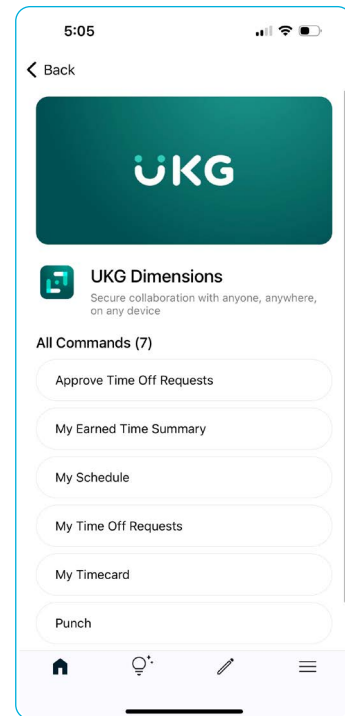 5:05
Back
UKG
UKG Dimensions
Secure collaboration with anyone, anywhere,
on any device
All Commands (7)
Approve Time Off Requests
My Earned Time Summary
My Schedule
My Time Off Requests
My Timecard
Punch